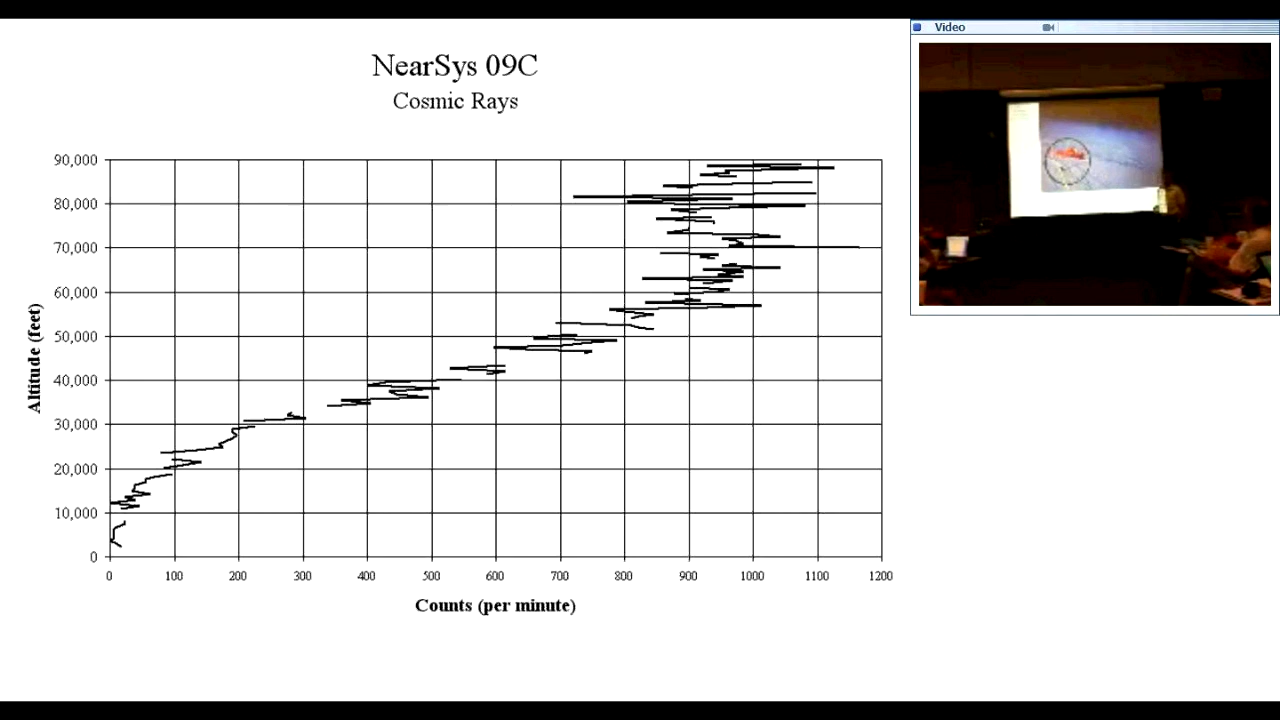 NearSys 09C
Cosmic Rays
Video
90,000
80,000
70,000
60,000
50,000
40,000
30,000
20,000
10,000
0
Altitude (feet)
0 100 200 300 400 500 600 700 800 900 1000 1100 1200
Counts (per minute)